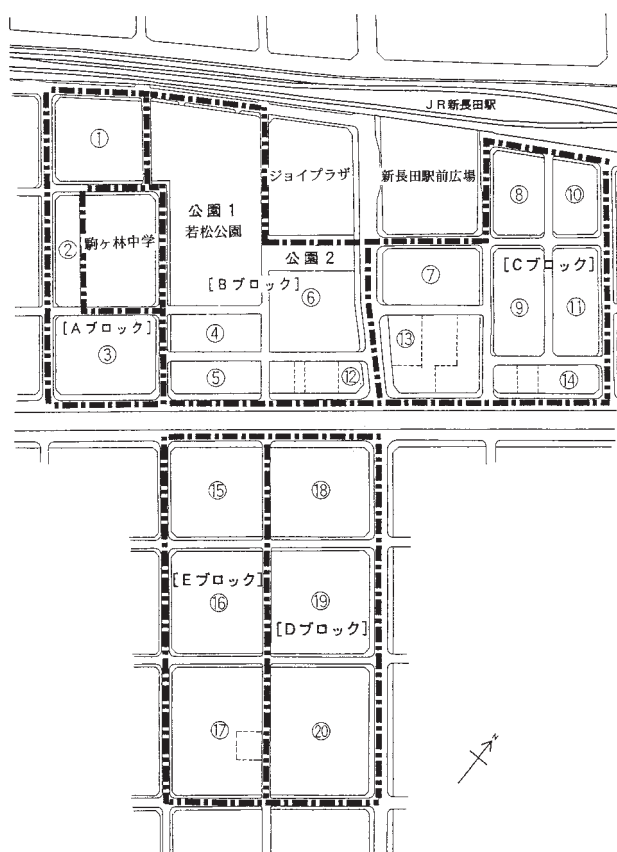 JR新長田駅
①
ジョイプラザ
新長田駅前広場
⑧
⑩
公園1
若松公園
②
駒ヶ林中学
公園2
[Cブロック]
[Bブロック]
⑥
⑦
⑨
⑪
[Aブロック]
③
④
⑬
⑤
⑫
⑭
⑮
⑱
[Eブロック]
⑯
⑲
[Dブロック]
⑰
⑳
N